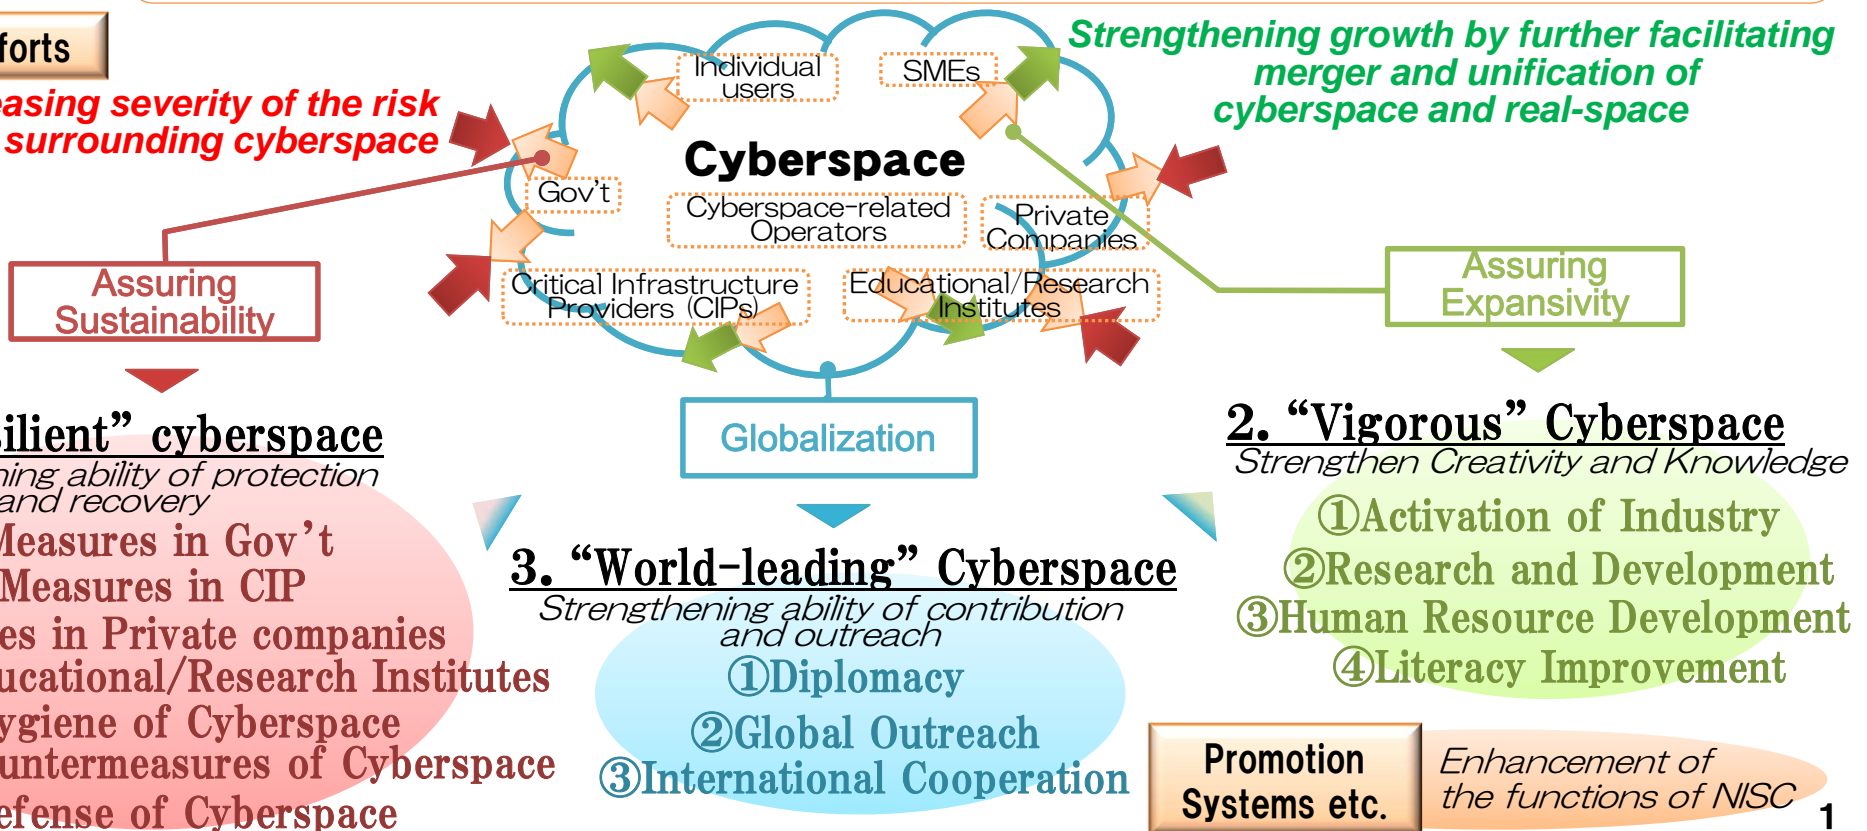 forts
Strengthening growth by further facilitating
merger and unification of
cyberspace and real-space
easing severity of the risk
surrounding cyberspace
Individual
users
SMEs
Cyberspace
Gov't
Cyberspace-related
Operators
Private
Companies
Critical Infrastructure
Providers (CIPs)
Educational/Research
Institutes
Assuring
Sustainability
Assuring
Expansivity
Globalization
silient” cyberspace
ning ability of protection
and recovery
Measures in Gov’t
Measures in CIP
es in Private companies
ucational/Research Institutes
ygiene of Cyberspace
untermeasures of Cyberspace
efense of Cyberspace
3. “World-leading” Cyberspace
Strengthening ability of contribution
and outreach
①Diplomacy
②Global Outreach
③International Cooperation
2. “Vigorous” Cyberspace
Strengthen Creativity and Knowledge
①Activation of Industry
②Research and Development
③Human Resource Development
④Literacy Improvement
Promotion
Systems etc.
Enhancement of
the functions of NISC
1